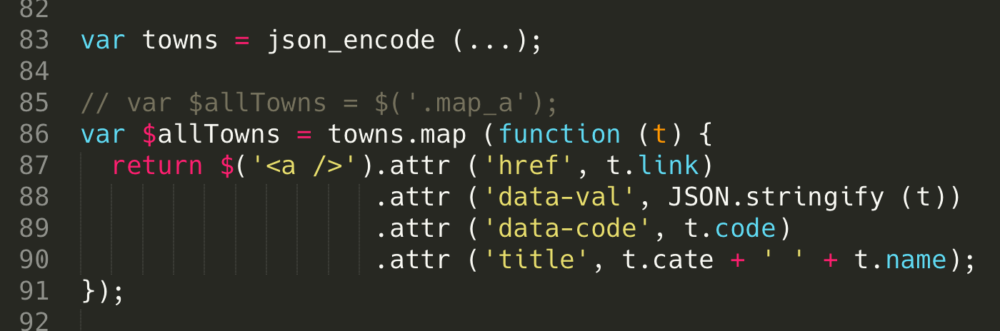 82
83 var towns = json_encode (...);
84
85 // var $allTowns = $('.map_a');
86 var $allTowns = towns.map (function (t) {
87   return $('<a />').attr ('href', t.link)
88                    .attr ('data-val', JSON.stringify (t))
89                    .attr ('data-code', t.code)
90                    .attr ('title', t.cate + ' ' + t.name);
91 });
92